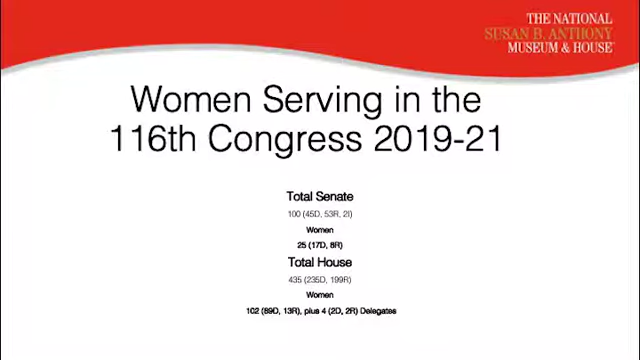 THE NATIONAL
SUSAN B. ANTHONY
MUSEUM & HOUSE
Women Serving in the
116th Congress 2019-21
Total Senate
100 (45D, 53R, 2I)
Women
25 (17D, 8R)
Total House
435 (235D, 199R)
Women
102 (89D, 13R), plus 4 (2D, 2R) Delegates